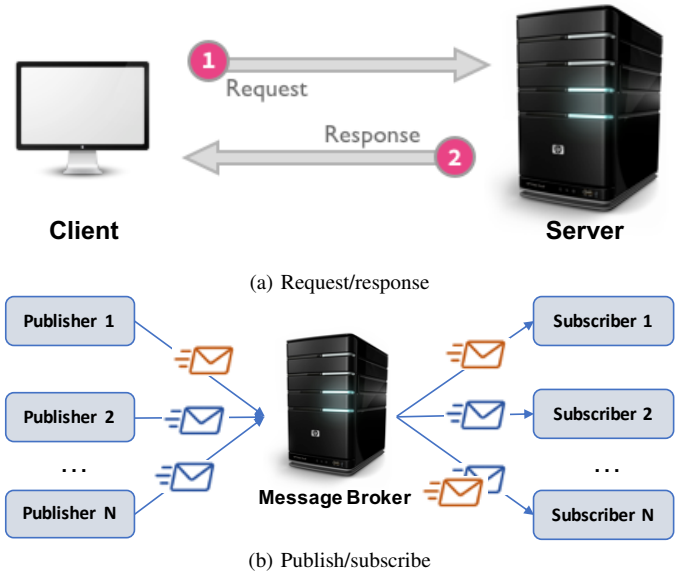 1
Request
Response
2
Client
Server
(a) Request/response
Publisher 1
Subscriber 1
Publisher 2
Subscriber 2
...
...
Message Broker
Publisher N
Subscriber N
(b) Publish/subscribe